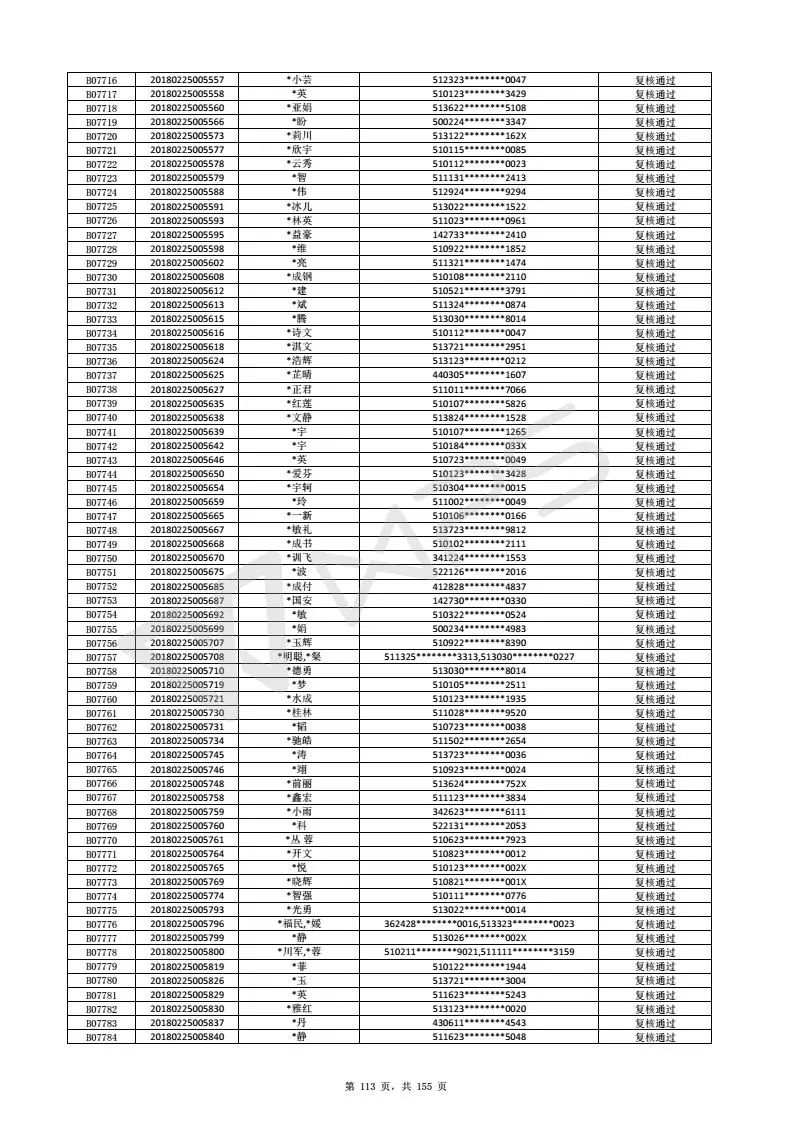 B07716 20180225005557 *小芸 512323********0047 复核通过
B07717 20180225005558 *英 510123********3429 复核通过
B07718 20180225005560 *亚娟 513622********5108 复核通过
B07719 20180225005566 *盼 500224********3347 复核通过
B07720 20180225005573 *莉川 513122********162X 复核通过
B07721 20180225005577 *欣宇 510115********0085 复核通过
B07722 20180225005578 *云秀 510112********0023 复核通过
B07723 20180225005579 *智 511131********2413 复核通过
B07724 20180225005588 *伟 512924********9294 复核通过
B07725 20180225005591 *冰儿 513022********1522 复核通过
B07726 20180225005593 *林英 511023********0961 复核通过
B07727 20180225005595 *益豪 142733********2410 复核通过
B07728 20180225005598 *维 510922********1852 复核通过
B07729 20180225005602 *亮 511321********1474 复核通过
B07730 20180225005608 *成钢 510108********2110 复核通过
B07731 20180225005612 *建 510521********3791 复核通过
B07732 20180225005613 *斌 511324********0874 复核通过
B07733 20180225005615 *腾 513030********8014 复核通过
B07734 20180225005616 *诗文 510112********0047 复核通过
B07735 20180225005618 *淇文 513721********2951 复核通过
B07736 20180225005624 *浩辉 513123********0212 复核通过
B07737 20180225005625 *芷晴 440305********1607 复核通过
B07738 20180225005627 *正君 511011********7066 复核通过
B07739 20180225005635 *红莲 510107********5826 复核通过
B07740 20180225005638 *文静 513824********1528 复核通过
B07741 20180225005639 *宇 510107********1265 复核通过
B07742 20180225005642 *宇 510184********033X 复核通过
B07743 20180225005646 *英 510723********0049 复核通过
B07744 20180225005650 *爱芬 510123********3428 复核通过
B07745 20180225005654 *宇轲 510304********0015 复核通过
B07746 20180225005659 *玲 511002********0049 复核通过
B07747 20180225005665 *一新 510106********0166 复核通过
B07748 20180225005667 *敏礼 513723********9812 复核通过
B07749 20180225005668 *成书 510102********2111 复核通过
B07750 20180225005670 *训飞 341224********1553 复核通过
B07751 20180225005675 *波 522126********2016 复核通过
B07752 20180225005685 *成付 412828********4837 复核通过
B07753 20180225005687 *国安 142730********0330 复核通过
B07754 20180225005692 *敏 510322********0524 复核通过
B07755 20180225005699 *娟 500234********4983 复核通过
B07756 20180225005707 *玉辉 510922********8390 复核通过
B07757 20180225005708 *明聪,*粲 511325********3313,513030********0227 复核通过
B07758 20180225005710 *德勇 513030********8014 复核通过
B07759 20180225005719 *梦 510105********2511 复核通过
B07760 20180225005721 *水成 510123********1935 复核通过
B07761 20180225005730 *桂林 511028********9520 复核通过
B07762 20180225005731 *韬 510723********0038 复核通过
B07763 20180225005734 *驰皓 511502********2654 复核通过
B07764 20180225005745 *涛 513723********0036 复核通过
B07765 20180225005746 *翊 510923********0024 复核通过
B07766 20180225005748 *前丽 513624********752X 复核通过
B07767 20180225005758 *鑫宏 511123********3834 复核通过
B07768 20180225005759 *小雨 342623********6111 复核通过
B07769 20180225005760 *科 522131********2053 复核通过
B07770 20180225005761 *丛 蓉 510623********7923 复核通过
B07771 20180225005764 *开文 510823********0012 复核通过
B07772 20180225005765 *悦 510123********002X 复核通过
B07773 20180225005769 *晓辉 510821********001X 复核通过
B07774 20180225005774 *智强 510111********0776 复核通过
B07775 20180225005793 *光勇 513022********0014 复核通过
B07776 20180225005796 *福民,*媛 362428********0016,513323********0023 复核通过
B07777 20180225005799 *静 513026********002X 复核通过
B07778 20180225005800 *川军,*蓉 510211********9021,511111********3159 复核通过
B07779 20180225005819 *菲 510122********1944 复核通过
B07780 20180225005826 *玉 513721********3004 复核通过
B07781 20180225005829 *英 511623********5243 复核通过
B07782 20180225005830 *雅红 513123********0020 复核通过
B07783 20180225005837 *丹 430611********4543 复核通过
B07784 20180225005840 *静 511623********5048 复核通过
WPS
第 113 页，共 155 页